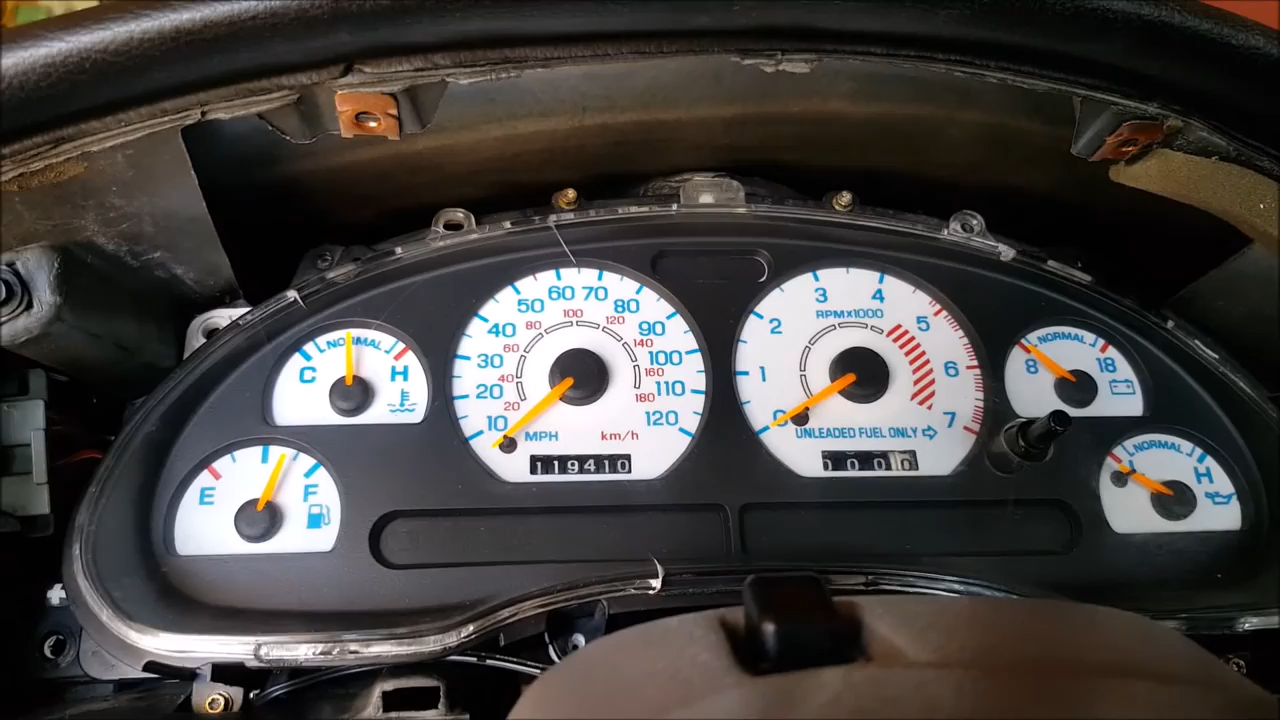 C NORMAL H
E F
10 20 30 40 50 60 70 80 90 100 110 120
20 40 60 80 100 120 140 160 180
MPH km/h
119410
0 1 2 3 4 5 6 7
RPM×1000
UNLEADED FUEL ONLY
0000
NORMAL
8 18
NORMAL
H